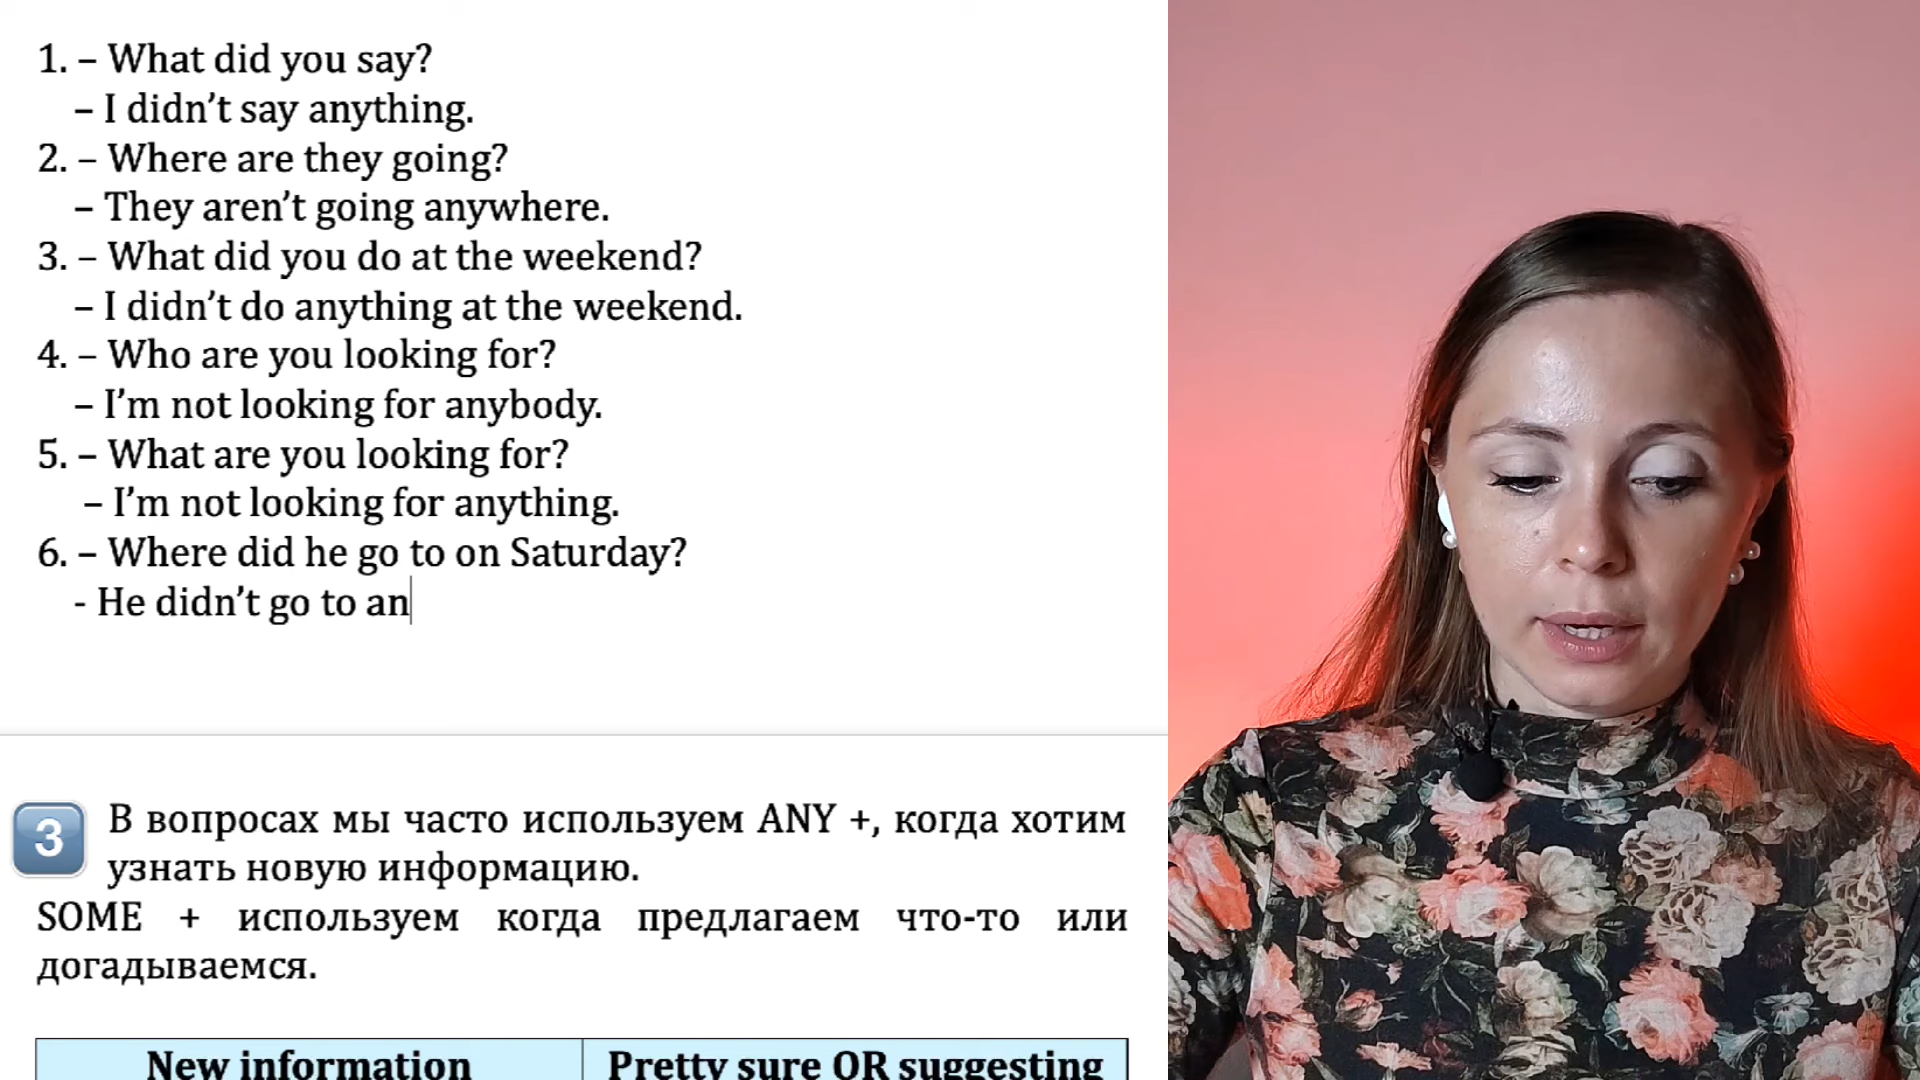 1. – What did you say?
– I didn’t say anything.
2. – Where are they going?
– They aren’t going anywhere.
3. – What did you do at the weekend?
– I didn’t do anything at the weekend.
4. – Who are you looking for?
– I’m not looking for anybody.
5. – What are you looking for?
– I’m not looking for anything.
6. – Where did he go to on Saturday?
- He didn’t go to an
3 В вопросах мы часто используем ANY +, когда хотим
узнать новую информацию.
SOME + используем когда предлагаем что-то или
догадываемся.
New information Pretty sure OR suggesting